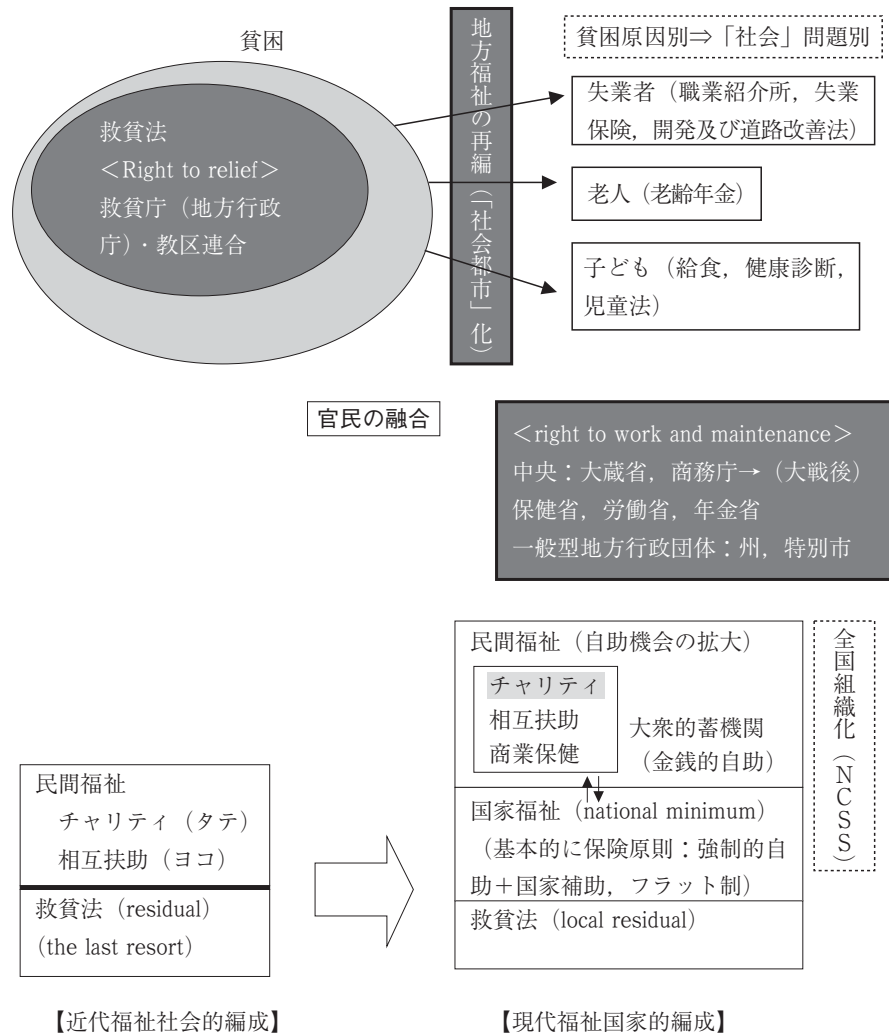 貧困
救貧法
<Right to relief>
救貧庁（地方行政
庁）・教区連合
地方福祉の再編（「社会都市」化）
貧困原因別⇒「社会」問題別
失業者（職業紹介所，失業
保険，開発及び道路改善法）
老人（老齢年金）
子ども（給食，健康診断，
児童法）
官民の融合
<right to work and maintenance>
中央：大蔵省，商務庁→（大戦後）
保健省，労働省，年金省
一般型地方行政団体：州，特別市
民間福祉
チャリティ（タテ）
相互扶助（ヨコ）
救貧法（residual）
(the last resort)
【近代福祉社会的編成】
民間福祉（自助機会の拡大）
チャリティ
相互扶助
商業保健
大衆的蓄機関
（金銭的自助）
国家福祉（national minimum）
（基本的に保険原則：強制的自
助＋国家補助，フラット制）
救貧法（local residual）
全国組織化（NCSS）
【現代福祉国家的編成】